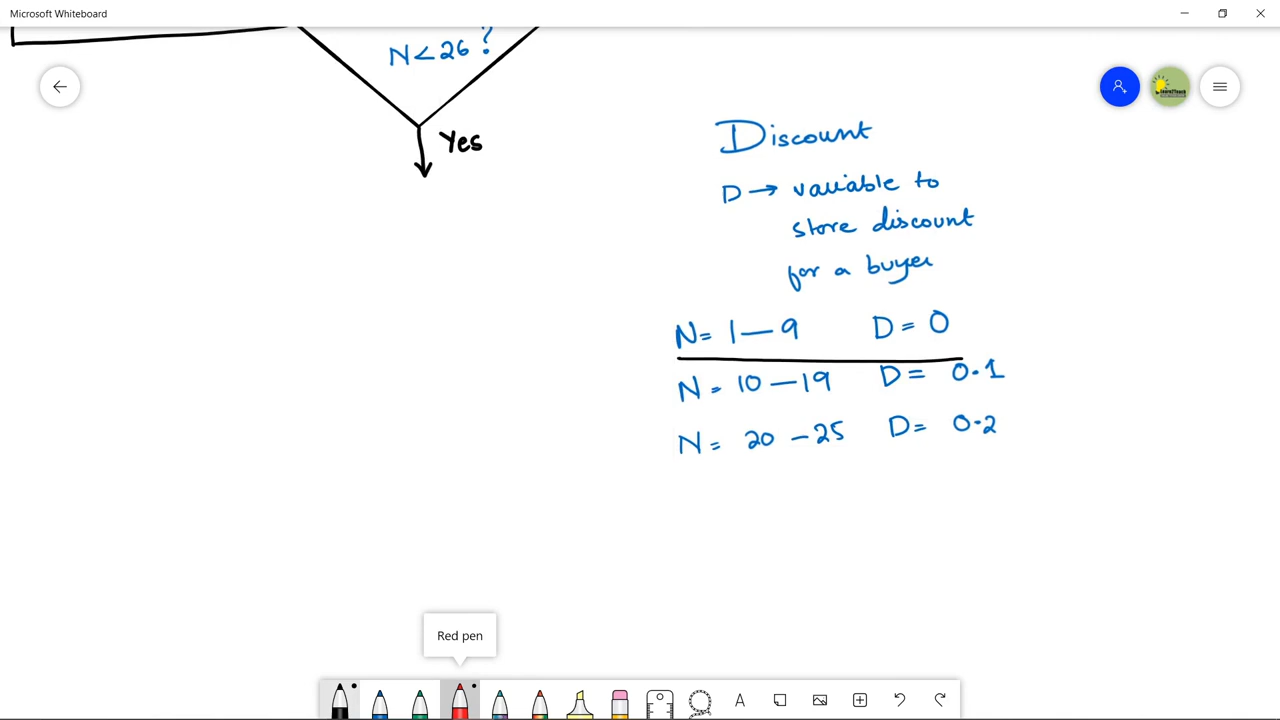 Microsoft Whiteboard
N<26?
Yes
Discount
D → variable to
store discount
for a buyer
N= 1—9 D= 0
N= 10—19 D= 0.1
N= 20—25 D= 0.2
Red pen
A